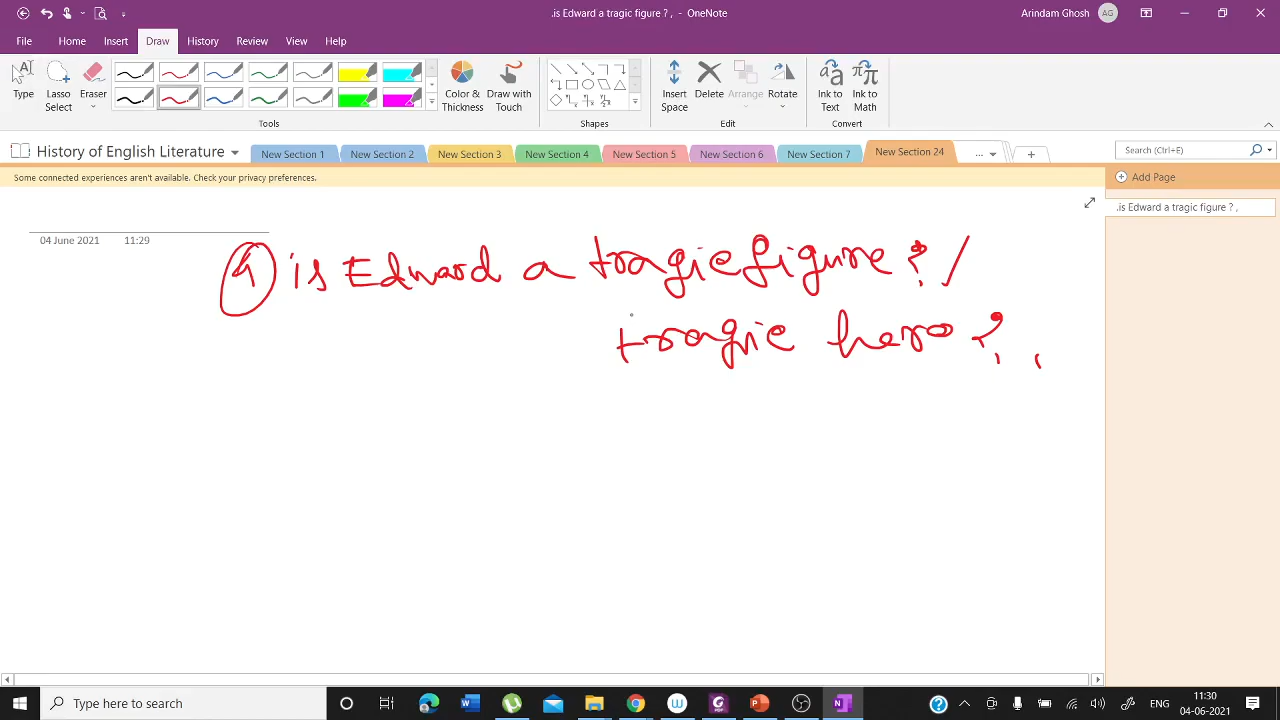 .is Edward a tragic figure ? , - OneNote
Arindam Ghosh AG
File Home Insert Draw History Review View Help
Type
Lasso Select
Eraser
Color & Thickness
Draw with Touch
Insert Space
Delete
Arrange
Rotate
Ink to Text
Ink to Math
Tools Shapes Edit Convert
History of English Literature
New Section 1 New Section 2 New Section 3 New Section 4 New Section 5 New Section 6 New Section 7 New Section 24 ...
Search (Ctrl+E)
Some connected experiences aren't available. Check your privacy preferences.
Add Page
.is Edward a tragic figure ? ,
04 June 2021 11:29
is Edward a tragic figure? /
tragic hero ? ,
Type here to search
ENG
11:30
04-06-2021